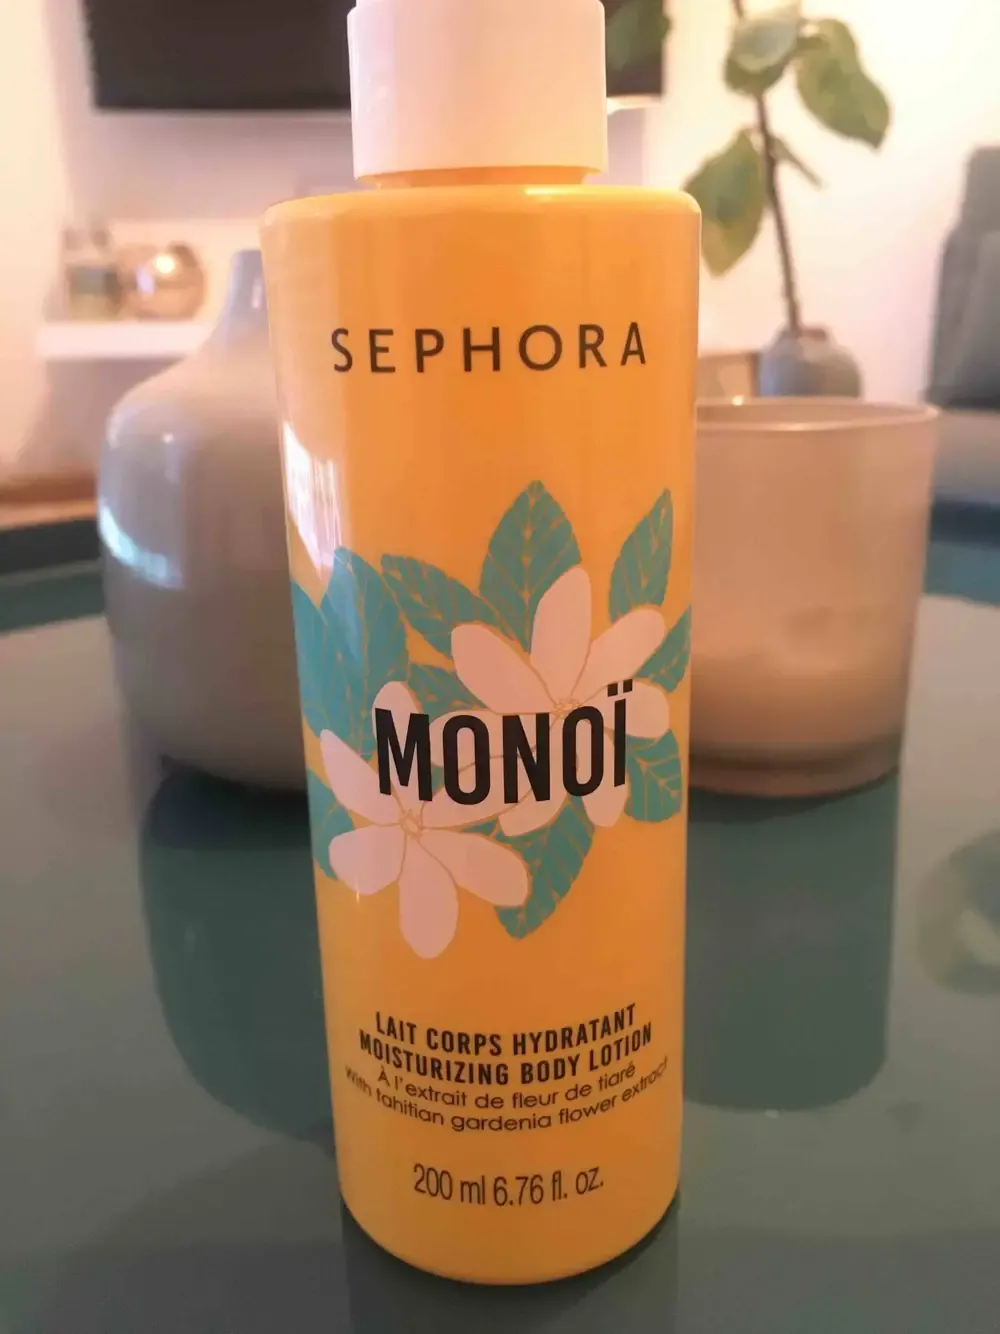 SEPHORA
MONOÏ
LAIT CORPS HYDRATANT
MOISTURIZING BODY LOTION
À l'extrait de fleur de tiaré
with tahitian gardenia flower extract
200 ml 6.76 fl. oz.